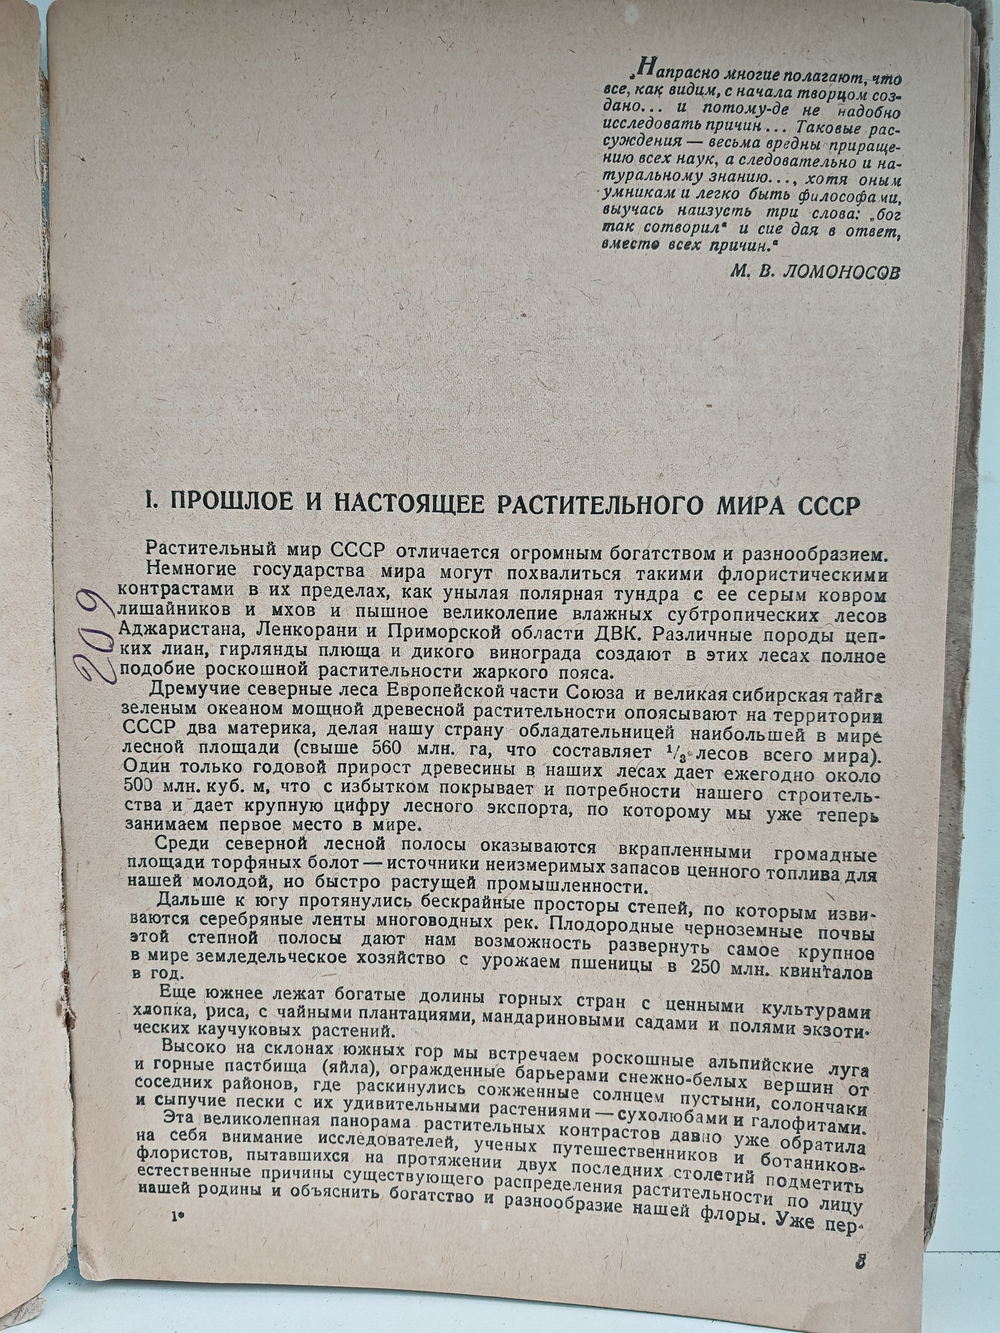 „Напрасно многие полагают, что
все, как видим, с начала творцом соз-
дано... и потому-де не надобно
исследовать причин... Таковые рас-
суждения — весьма вредны прираще-
нию всех наук, а следовательно и на-
туральному знанию..., хотя оным
умникам и легко быть философами,
выучась наизусть три слова: „бог
так сотворил“ и сие дая в ответ,
вместо всех причин.“
М. В. ЛОМОНОСОВ
I. ПРОШЛОЕ И НАСТОЯЩЕЕ РАСТИТЕЛЬНОГО МИРА СССР
Растительный мир СССР отличается огромным богатством и разнообразием.
Немногие государства мира могут похвалиться такими флористическими
контрастами в их пределах, как унылая полярная тундра с ее серым ковром
лишайников и мхов и пышное великолепие влажных субтропических лесов
Аджаристана, Ленкорани и Приморской области ДВК. Различные породы цеп-
ких лиан, гирлянды плюща и дикого винограда создают в этих лесах полное
подобие роскошной растительности жаркого пояса.
Дремучие северные леса Европейской части Союза и великая сибирская тайга
зеленым океаном мощной древесной растительности опоясывают на территории
СССР два материка, делая нашу страну обладательницей наибольшей в мире
лесной площади (свыше 560 млн. га, что составляет 1/3 лесов всего мира).
Один только годовой прирост древесины в наших лесах дает ежегодно около
500 млн. куб. м, что с избытком покрывает и потребности нашего строитель-
ства и дает крупную цифру лесного экспорта, по которому мы уже теперь
занимаем первое место в мире.
Среди северной лесной полосы оказываются вкрапленными громадные
площади торфяных болот — источники неизмеримых запасов ценного топлива для
нашей молодой, но быстро растущей промышленности.
Дальше к югу протянулись бескрайные просторы степей, по которым изви-
ваются серебряные ленты многоводных рек. Плодородные черноземные почвы
этой степной полосы дают нам возможность развернуть самое крупное
в мире земледельческое хозяйство с урожаем пшеницы в 250 млн. квинталов
в год.
Еще южнее лежат богатые долины горных стран с ценными культурами
хлопка, риса, с чайными плантациями, мандариновыми садами и полями экзоти-
ческих каучуковых растений.
Высоко на склонах южных гор мы встречаем роскошные альпийские луга
и горные пастбища (яйла), огражденные барьерами снежно-белых вершин от
соседних районов, где раскинулись сожженные солнцем пустыни, солончаки
и сыпучие пески с их удивительными растениями — сухолюбами и галофитами.
Эта великолепная панорама растительных контрастов давно уже обратила
на себя внимание исследователей, ученых путешественников и ботаников-
флористов, пытавшихся на протяжении двух последних столетий подметить
естественные причины существующего распределения растительности по лицу
нашей родины и объяснить богатство и разнообразие нашей флоры. Уже пер-
1*
3
209